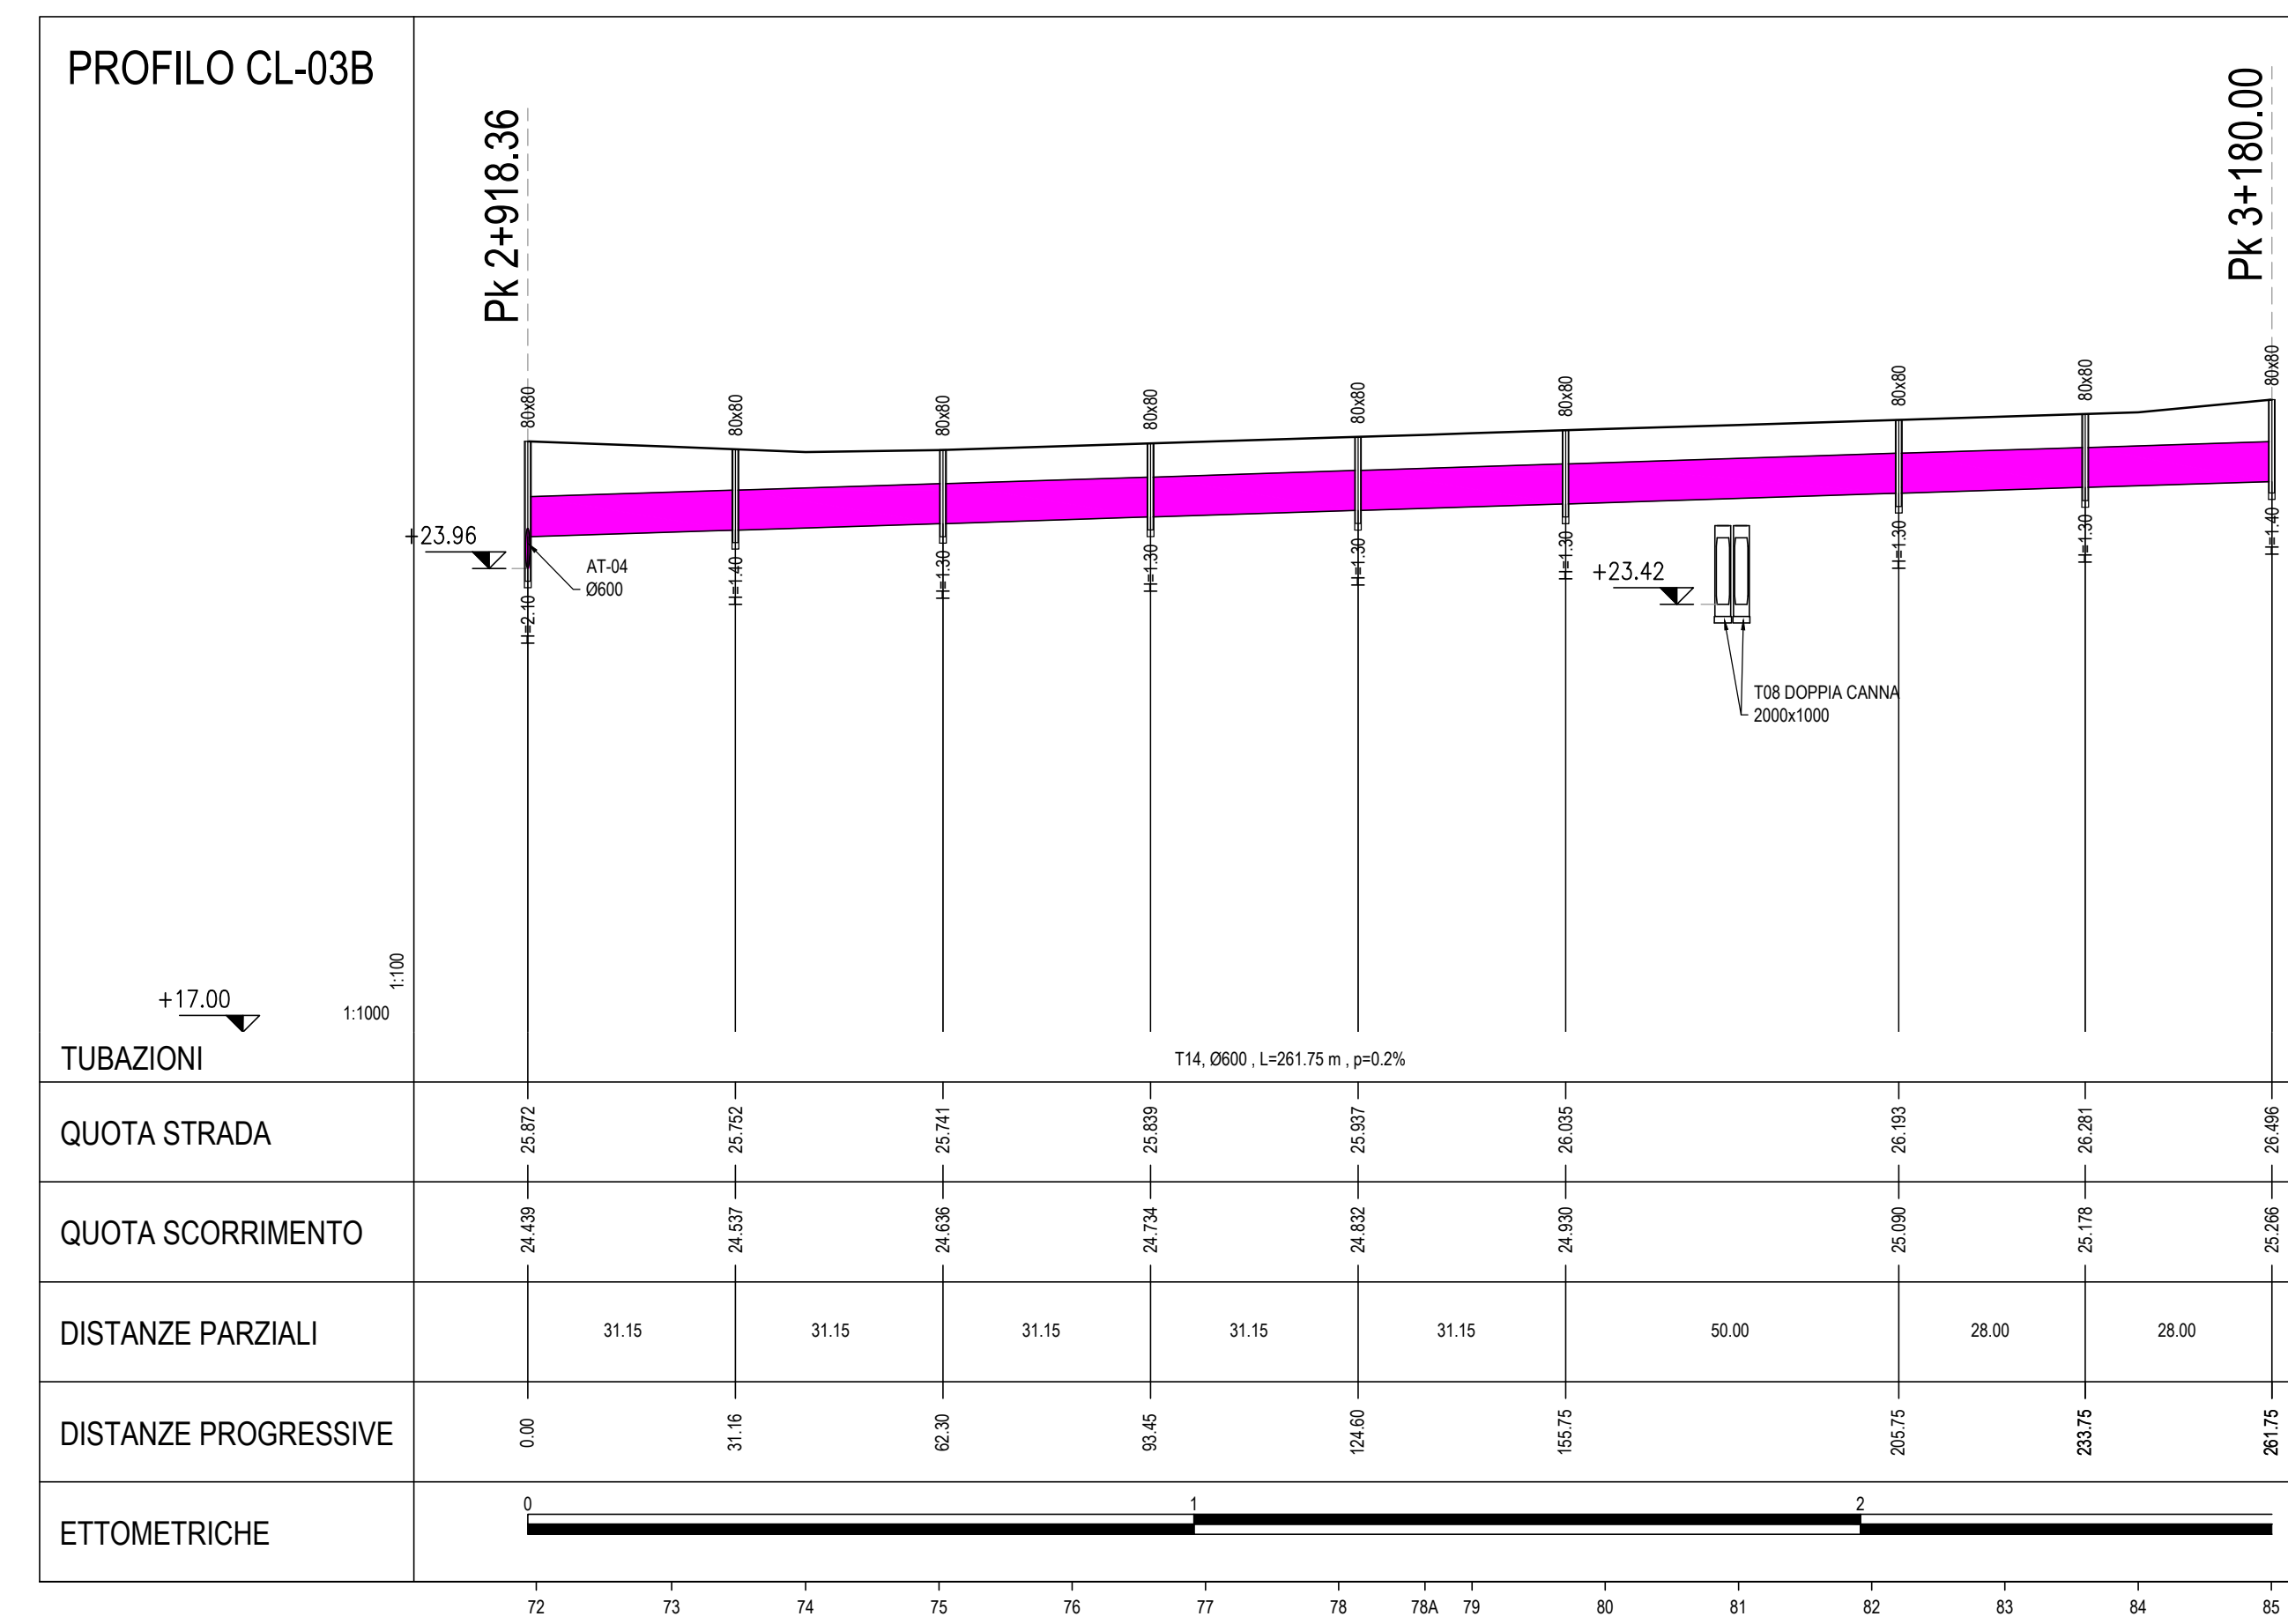 PROFILO CL-03B
Pk 2+918.36
Pk 3+180.00
80x80
80x80
80x80
80x80
80x80
80x80
80x80
80x80
80x80
+23.96
AT-04
Ø600
H=2.10
H=1.40
H=1.30
H=1.30
H=1.30
H=1.30
H=1.30
H=1.30
H=1.40
+23.42
T08 DOPPIA CANNA
2000x1000
+17.00
1:1000
1:100
TUBAZIONI
T14, Ø600 , L=261.75 m , p=0.2%
QUOTA STRADA
25.872
25.752
25.741
25.839
25.937
26.035
26.193
26.281
26.496
QUOTA SCORRIMENTO
24.439
24.537
24.636
24.734
24.832
24.930
25.090
25.178
25.266
DISTANZE PARZIALI
31.15
31.15
31.15
31.15
31.15
50.00
28.00
28.00
DISTANZE PROGRESSIVE
0.00
31.16
62.30
93.45
124.60
155.75
205.75
233.75
261.75
ETTOMETRICHE
0
1
2
72
73
74
75
76
77
78
78A
79
80
81
82
83
84
85